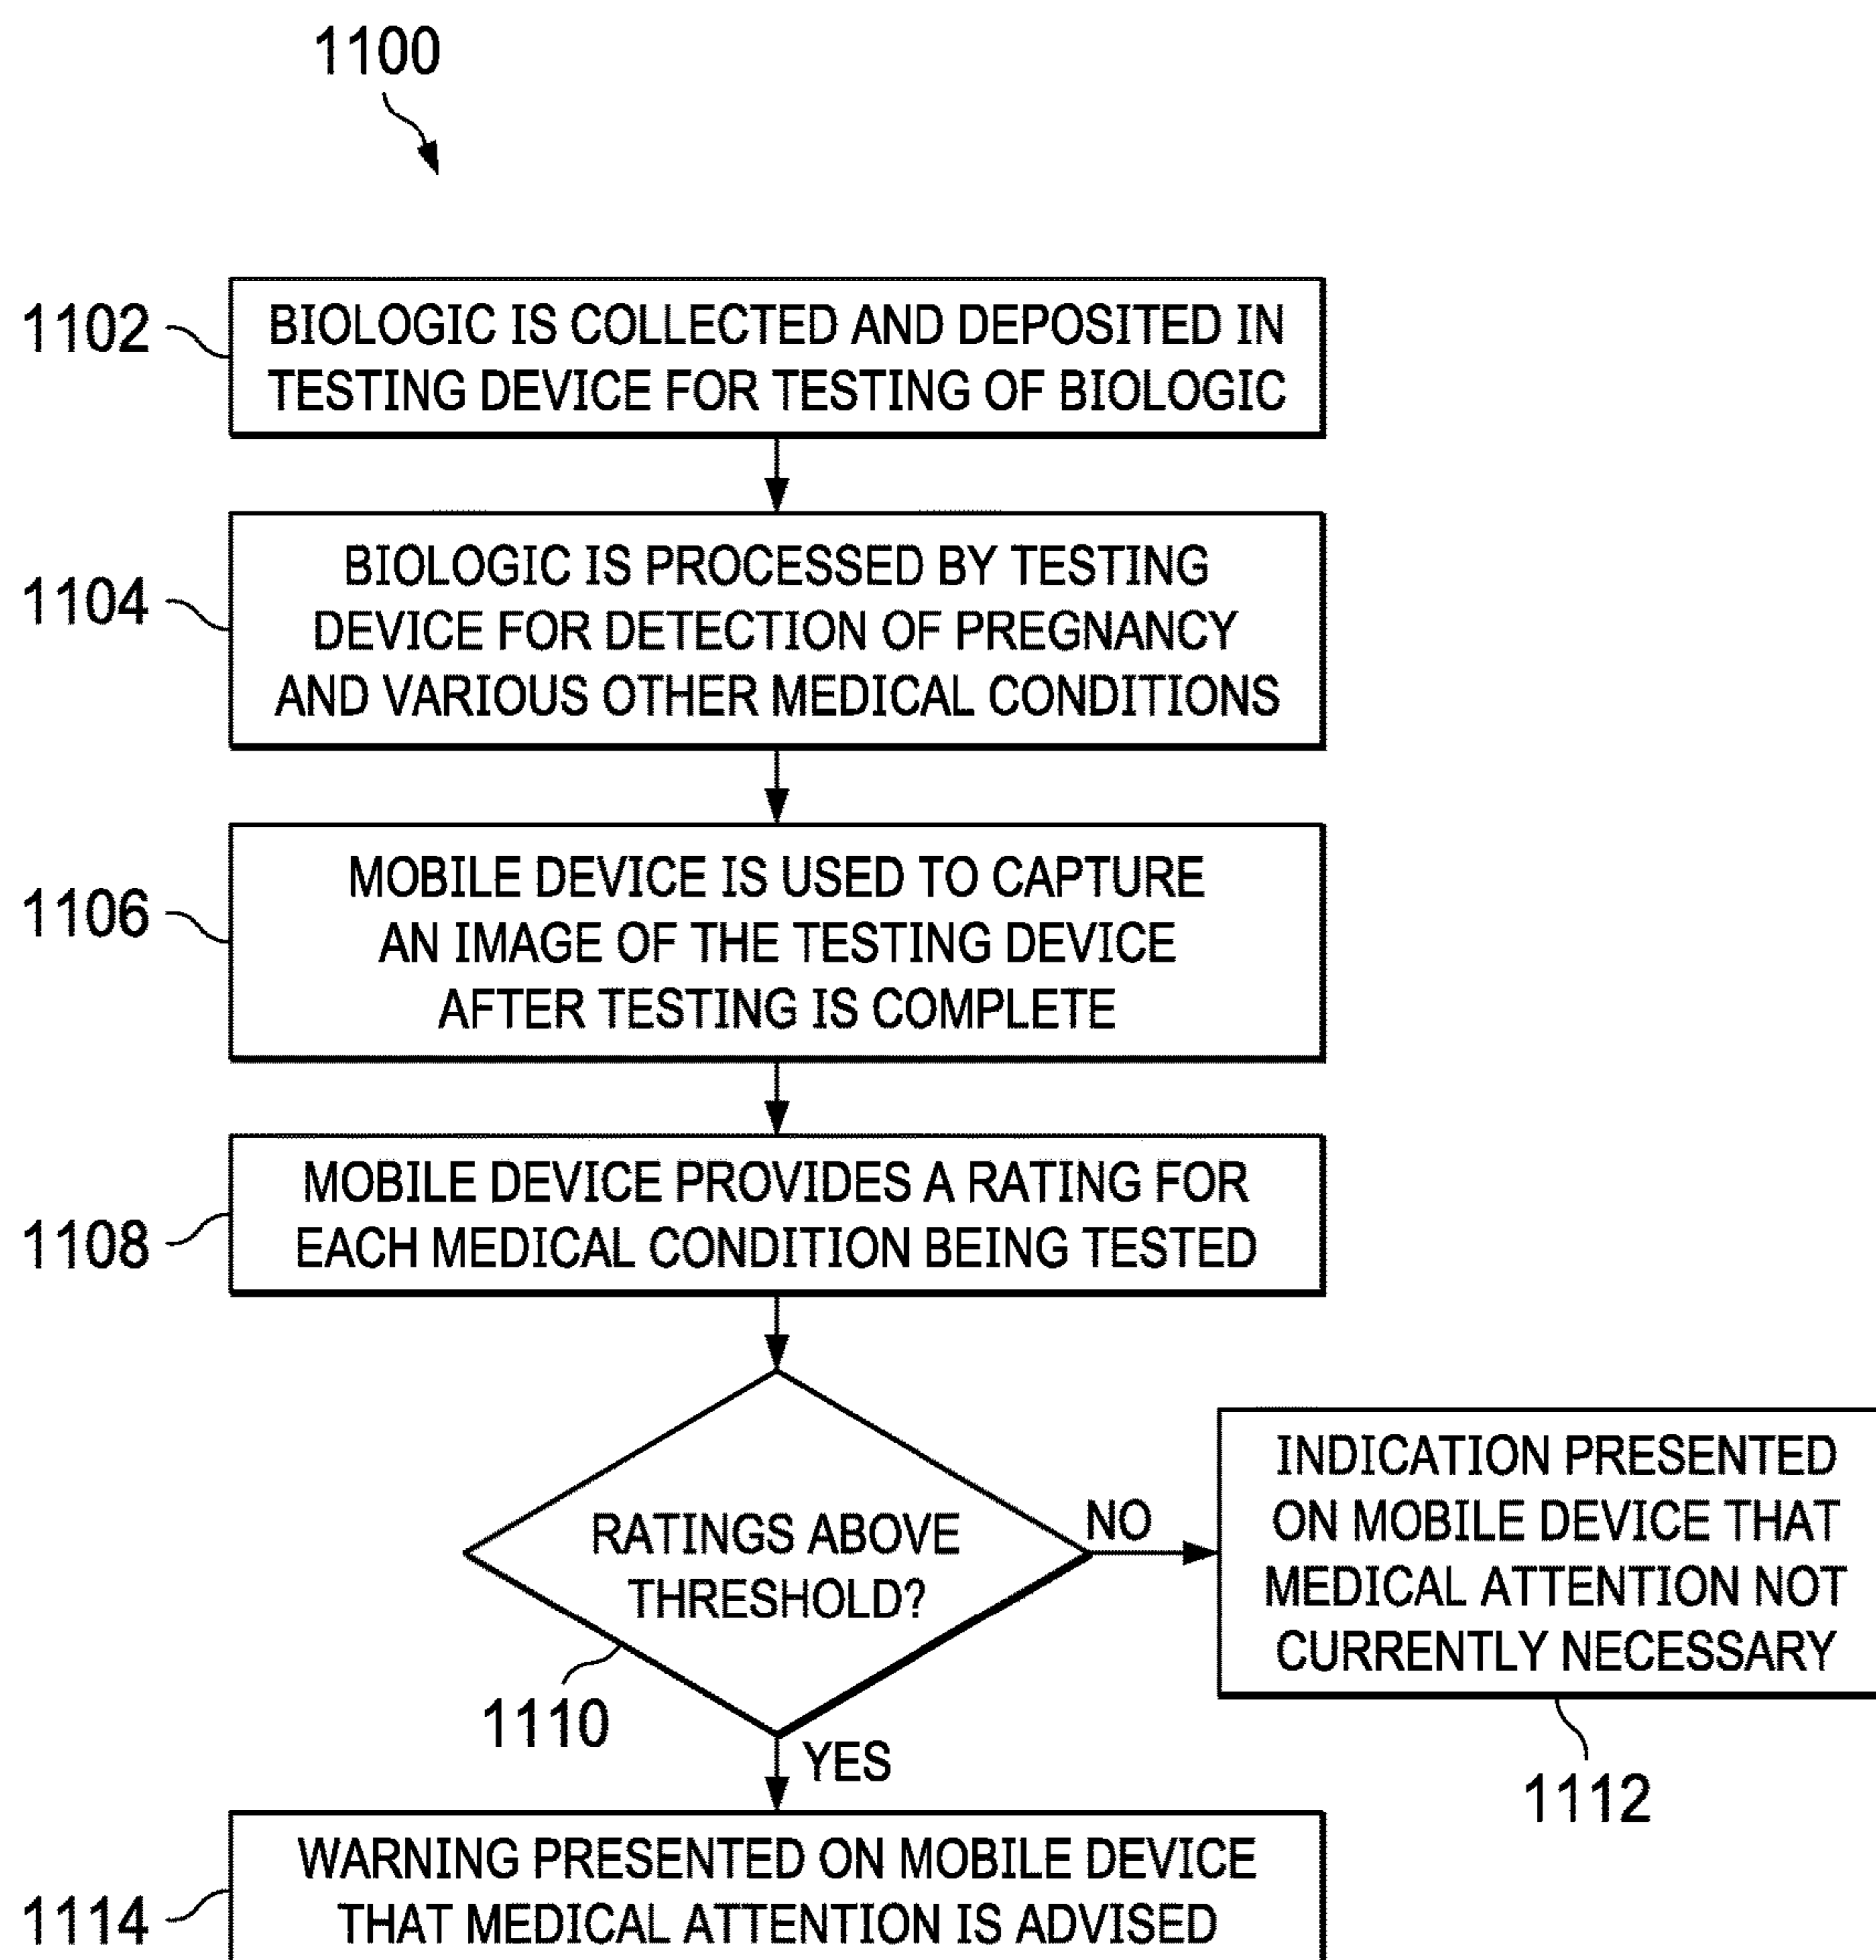 1100
1102
BIOLOGIC IS COLLECTED AND DEPOSITED IN
TESTING DEVICE FOR TESTING OF BIOLOGIC
1104
BIOLOGIC IS PROCESSED BY TESTING
DEVICE FOR DETECTION OF PREGNANCY
AND VARIOUS OTHER MEDICAL CONDITIONS
1106
MOBILE DEVICE IS USED TO CAPTURE
AN IMAGE OF THE TESTING DEVICE
AFTER TESTING IS COMPLETE
1108
MOBILE DEVICE PROVIDES A RATING FOR
EACH MEDICAL CONDITION BEING TESTED
RATINGS ABOVE
THRESHOLD?
1110
NO
INDICATION PRESENTED
ON MOBILE DEVICE THAT
MEDICAL ATTENTION NOT
CURRENTLY NECESSARY
1112
YES
1114
WARNING PRESENTED ON MOBILE DEVICE
THAT MEDICAL ATTENTION IS ADVISED